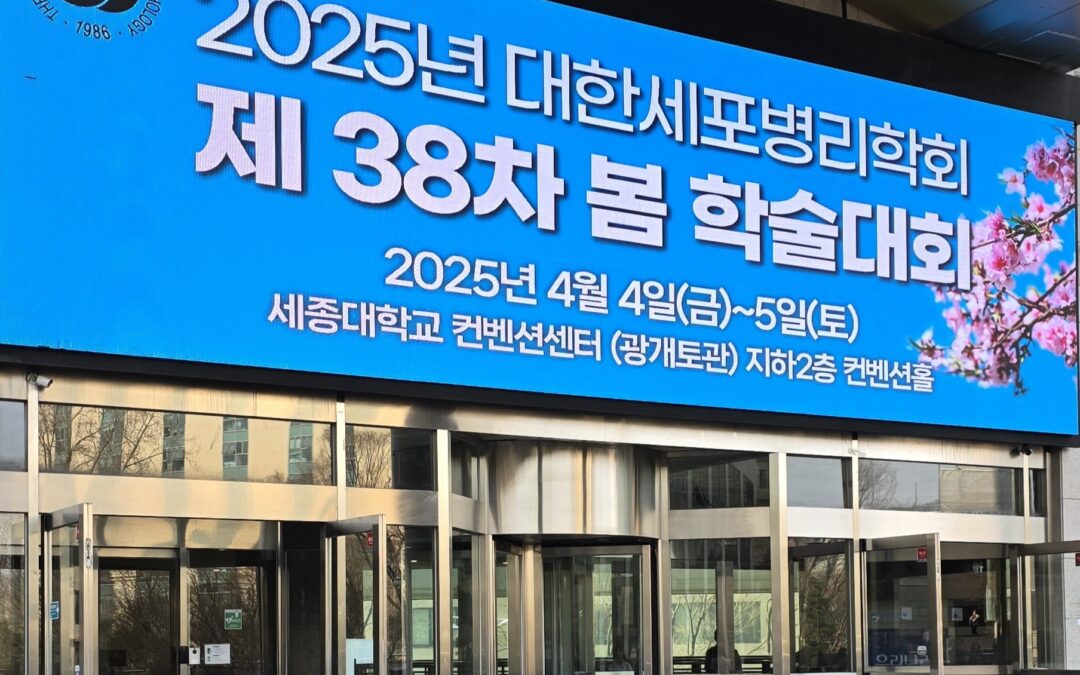 · 1986 ·
2025년 대한세포병리학회
제 38차 봄 학술대회
2025년 4월 4일(금)~5일(토)
세종대학교 컨벤션센터 (광개토관) 지하2층 컨벤션홀